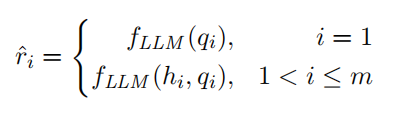 r̂ᵢ = { f_LLM(qᵢ), i = 1
f_LLM(hᵢ, qᵢ), 1 < i ≤ m